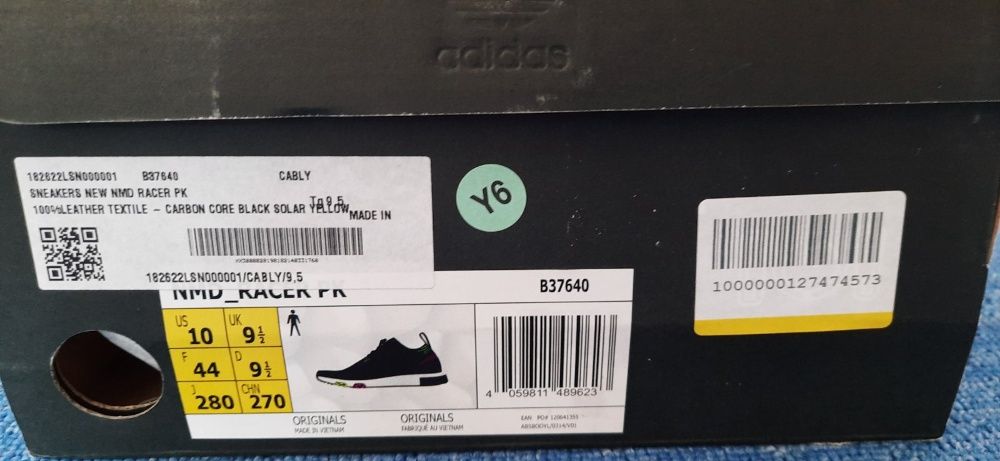 adidas
182622LSN000001 B37640 CABLY
SNEAKERS NEW NMD RACER PK
Tg 9,5
100%LEATHER TEXTILE – CARBON CORE BLACK SOLAR YELLOW MADE IN
182622LSN000001/CABLY/9,5
Y6
1000000127474573
NMD_RACER PK B37640
US 10 UK 9½
F 44 D 9½
J 280 CHN 270
4 059811 489623
ORIGINALS ORIGINALS
MADE IN VIETNAM FABRIQUÉ AU VIETNAM
EAN PO#